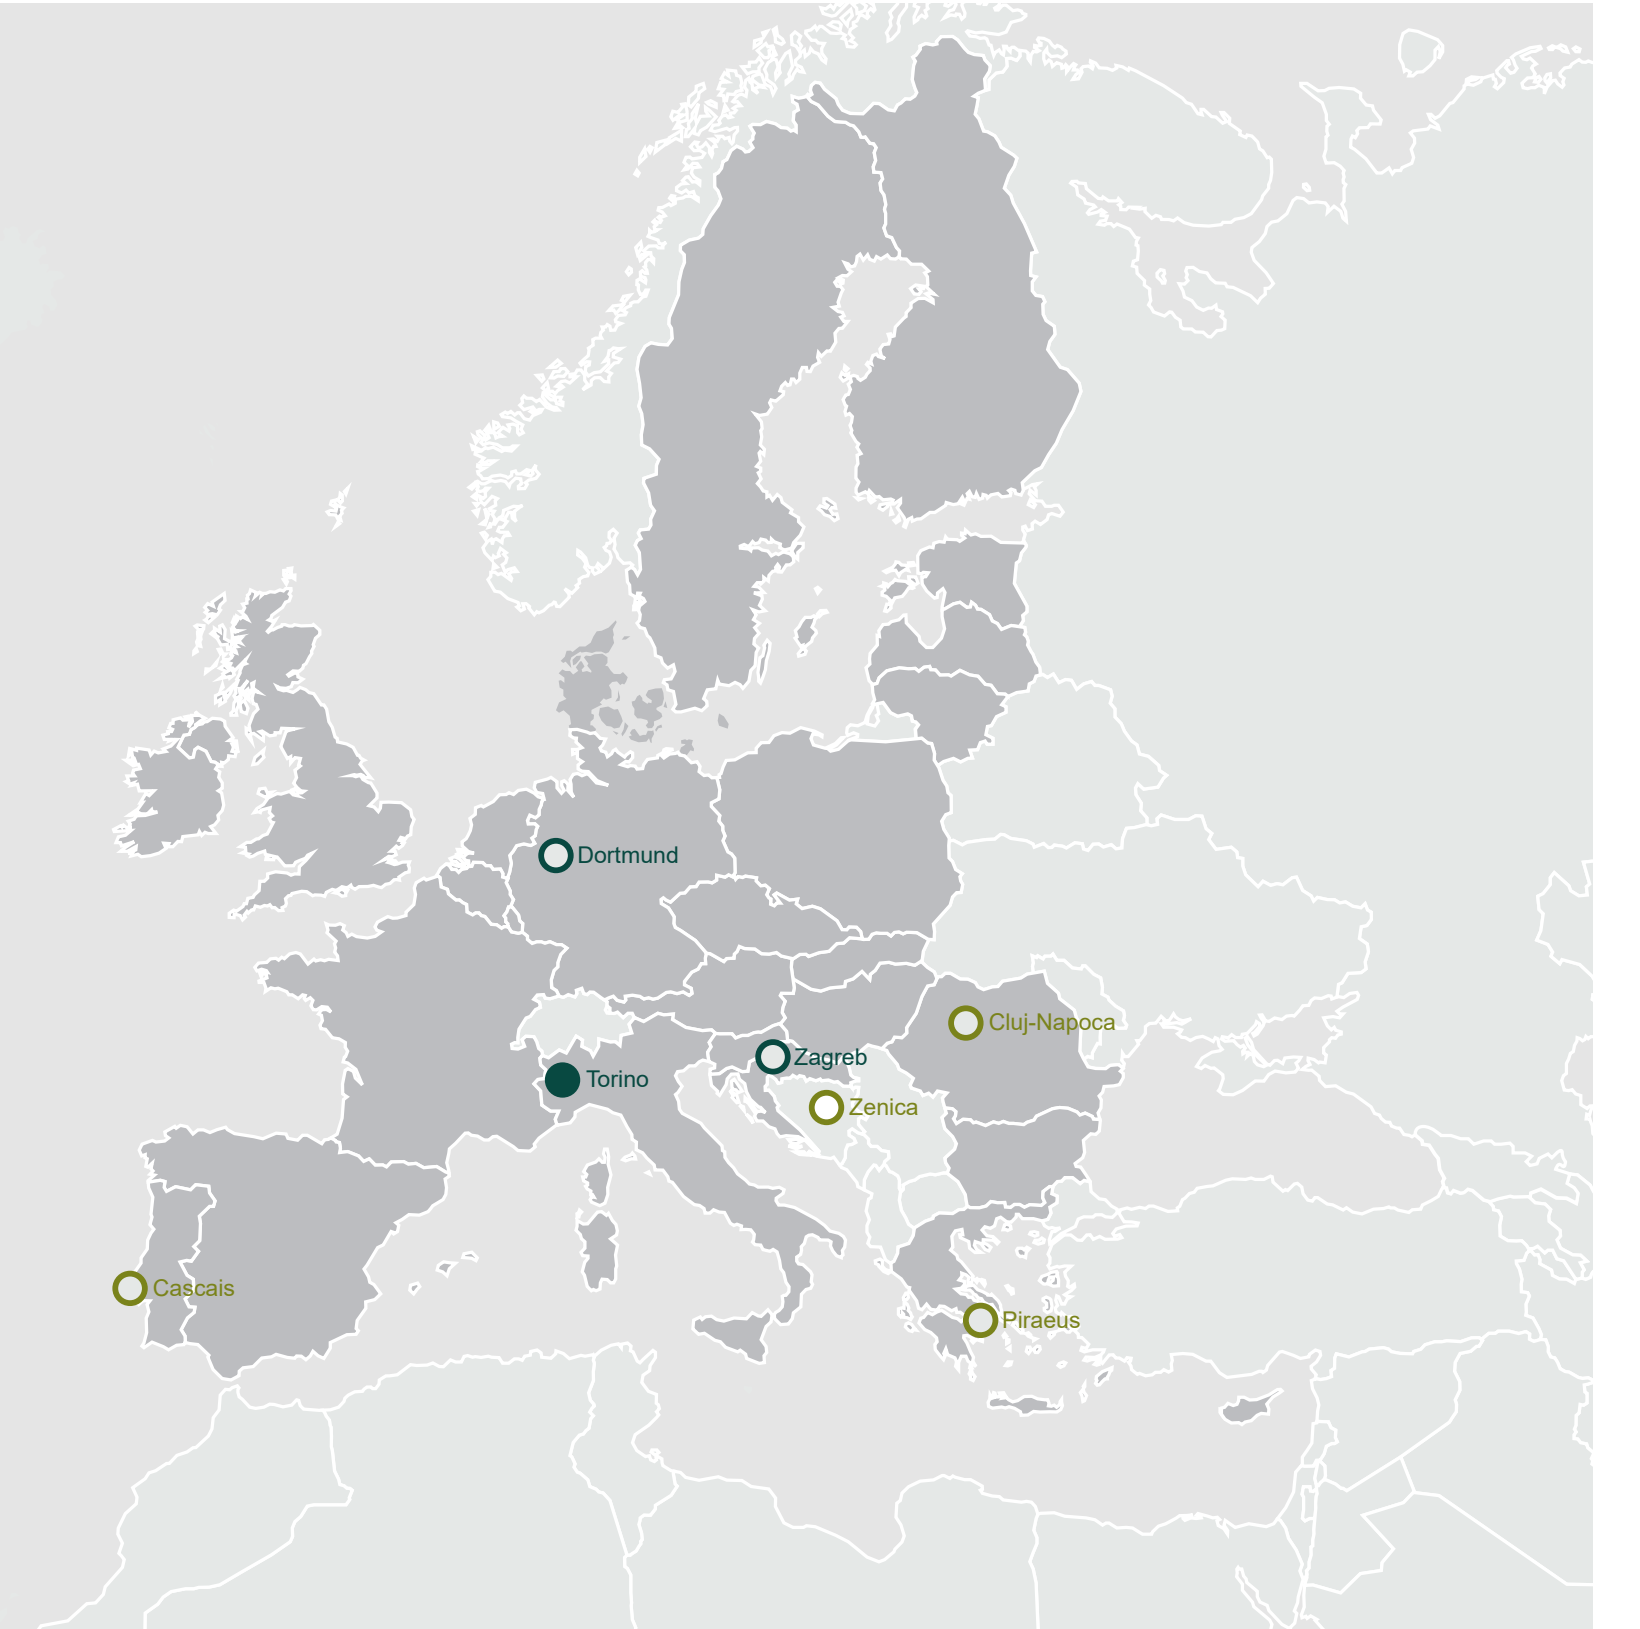 Dortmund
Cluj-Napoca
Zagreb
Torino
Zenica
Cascais
Piraeus